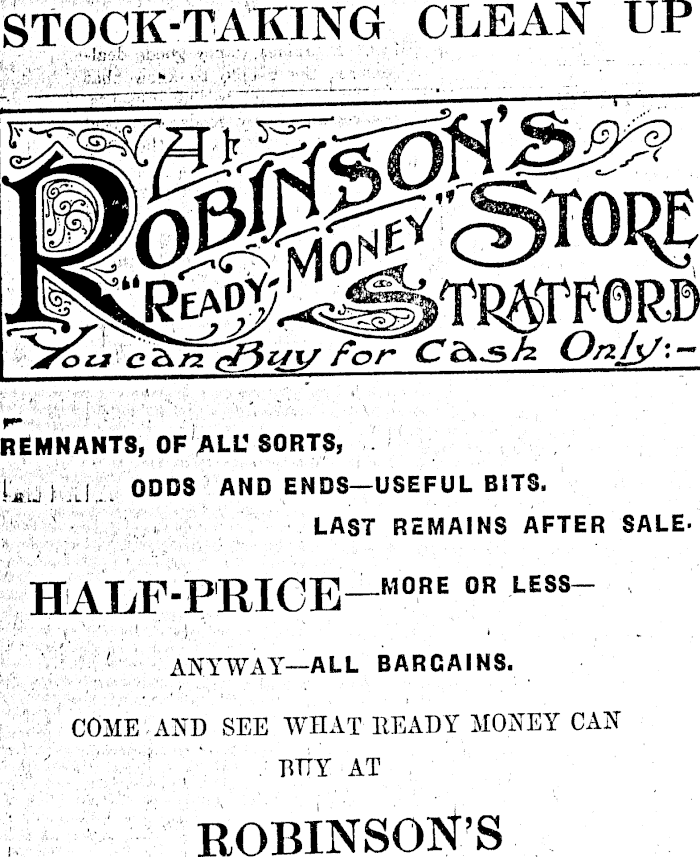 STOCK-TAKING CLEAN UP
At
ROBINSON'S
"READY-MONEY" STORE
STRATFORD
You can Buy for Cash Only:-
REMNANTS, OF ALL SORTS,
ODDS AND ENDS—USEFUL BITS.
LAST REMAINS AFTER SALE.
HALF-PRICE—MORE OR LESS—
ANYWAY—ALL BARGAINS.
COME AND SEE WHAT READY MONEY CAN
BUY AT
ROBINSON'S